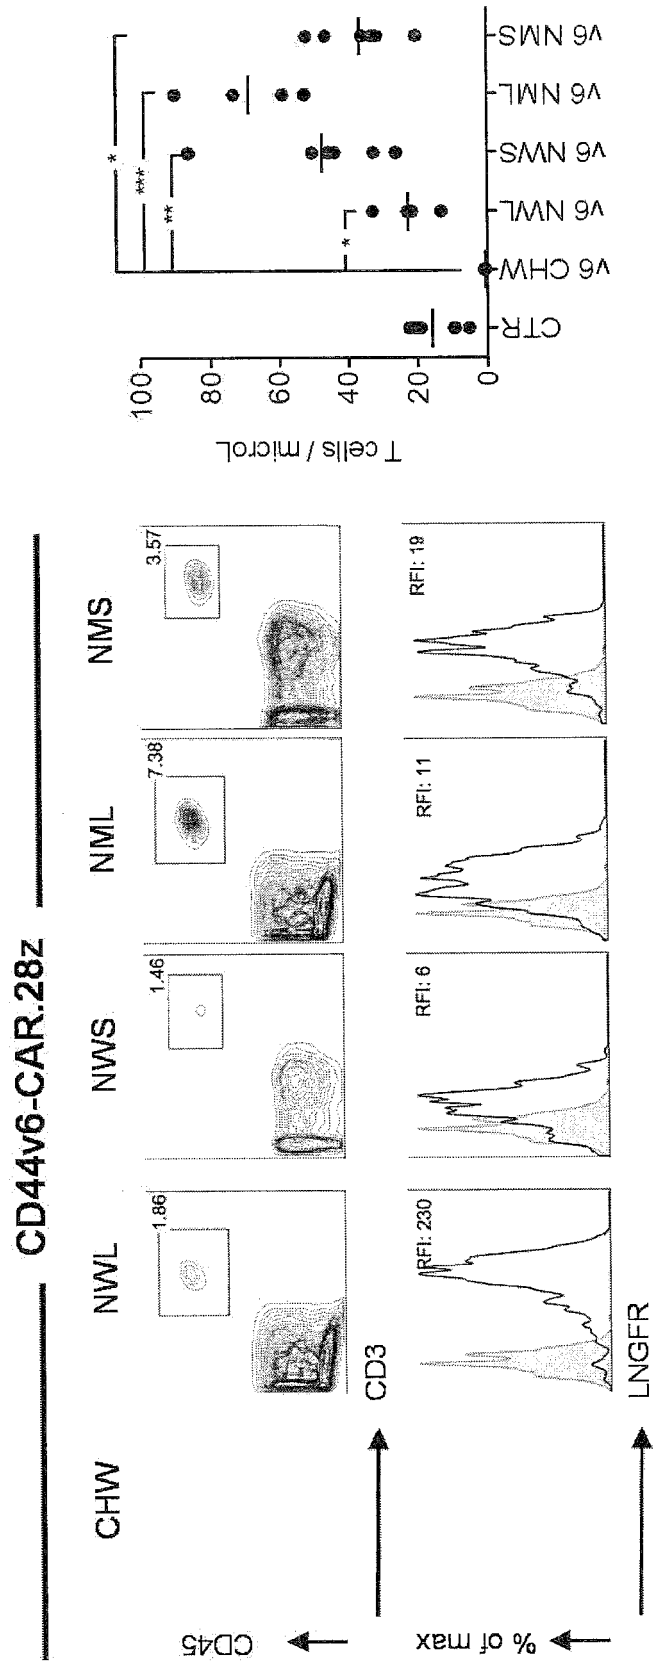 CD44v6-CAR.28z
CHW
NWL
NWS
NML
NMS
1.86
1.46
7.38
3.57
CD45
CD3
RFI: 230
RFI: 6
RFI: 11
RFI: 19
% of max
LNGFR
T cells / microL
100
80
60
40
20
0
*
***
**
*
CTR
v6 CHW
v6 NWL
v6 NWS
v6 NML
v6 NMS